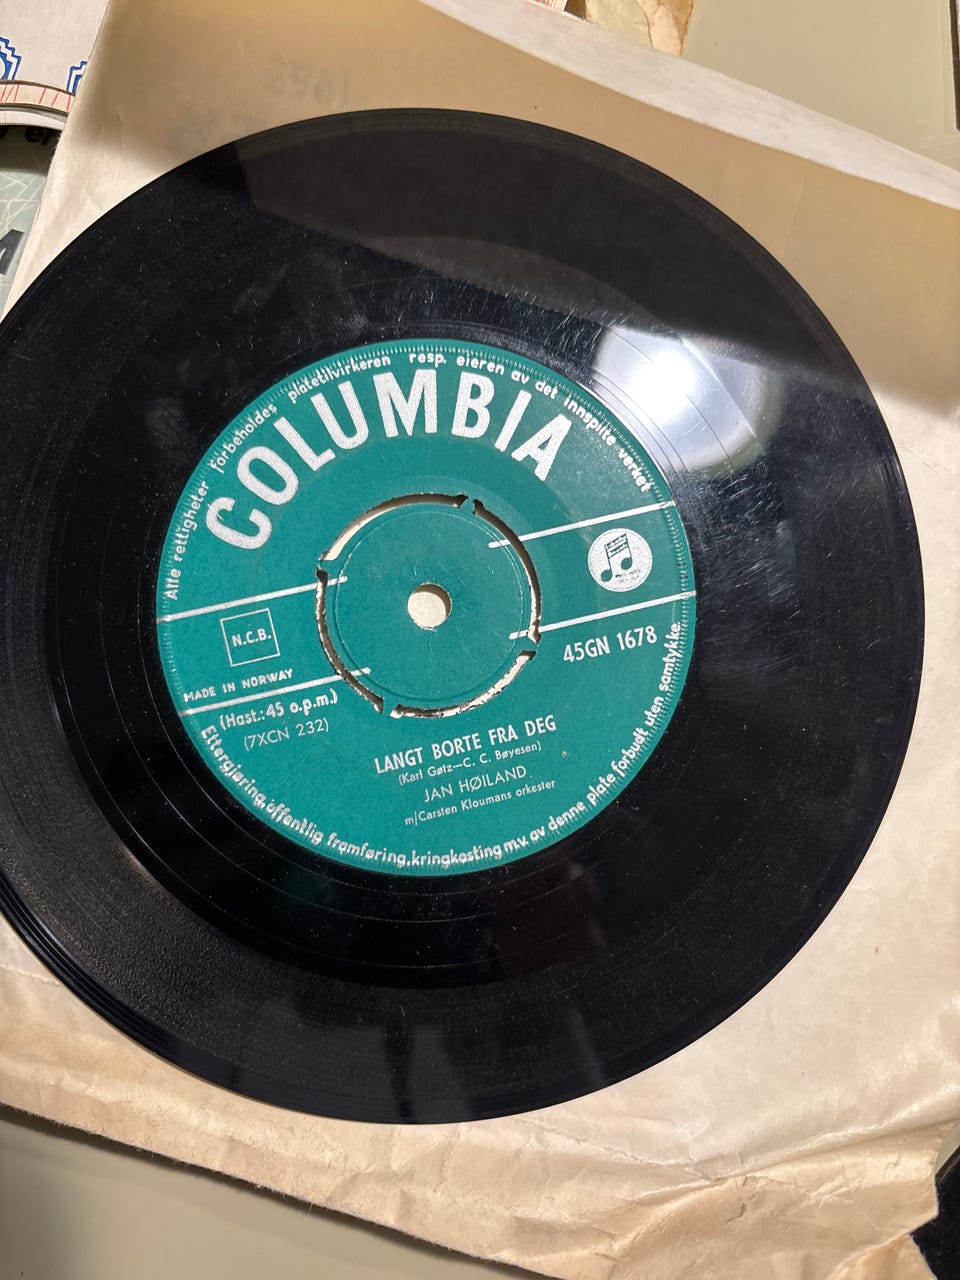 Alle rettigheter forbeholdes platetilvirkeren resp. eieren av det innspilte verket
COLUMBIA
N.C.B.
MADE IN NORWAY
45GN 1678
(Hast.: 45 o.p.m.)
(7XCN 232)
LANGT BORTE FRA DEG
(Karl Gøtz—C. C. Bøyesen)
JAN HØILAND
m/Carsten Kloumans orkester
Ettergjøring, offentlig framføring, kringkasting m.v. av denne plate forbudt uten samtykke.